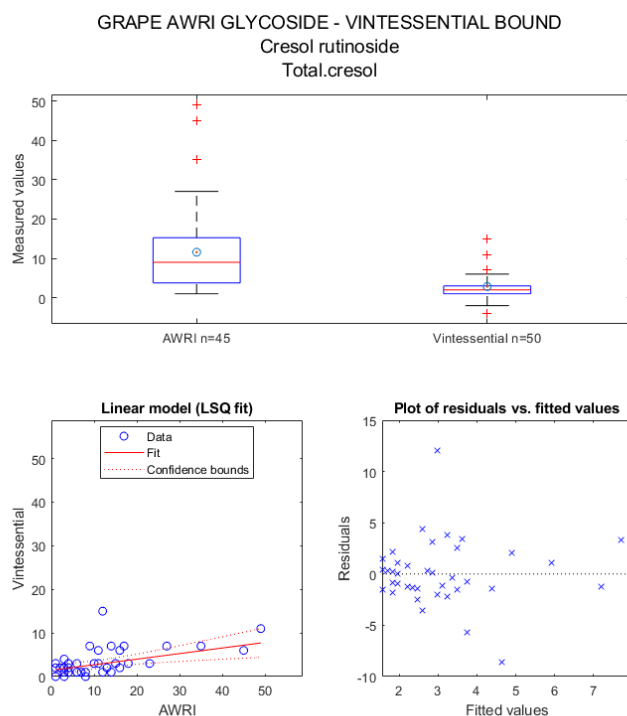 GRAPE AWRI GLYCOSIDE - VINTESSENTIAL BOUND
Cresol rutinoside
Total.cresol
50
40
30
20
10
0
Measured values
AWRI n=45
Vintessential n=50
Linear model (LSQ fit)
Data
Fit
Confidence bounds
50
40
30
20
10
0
Vintessential
0 10 20 30 40 50
AWRI
Plot of residuals vs. fitted values
15
10
5
0
-5
-10
Residuals
2 3 4 5 6 7
Fitted values